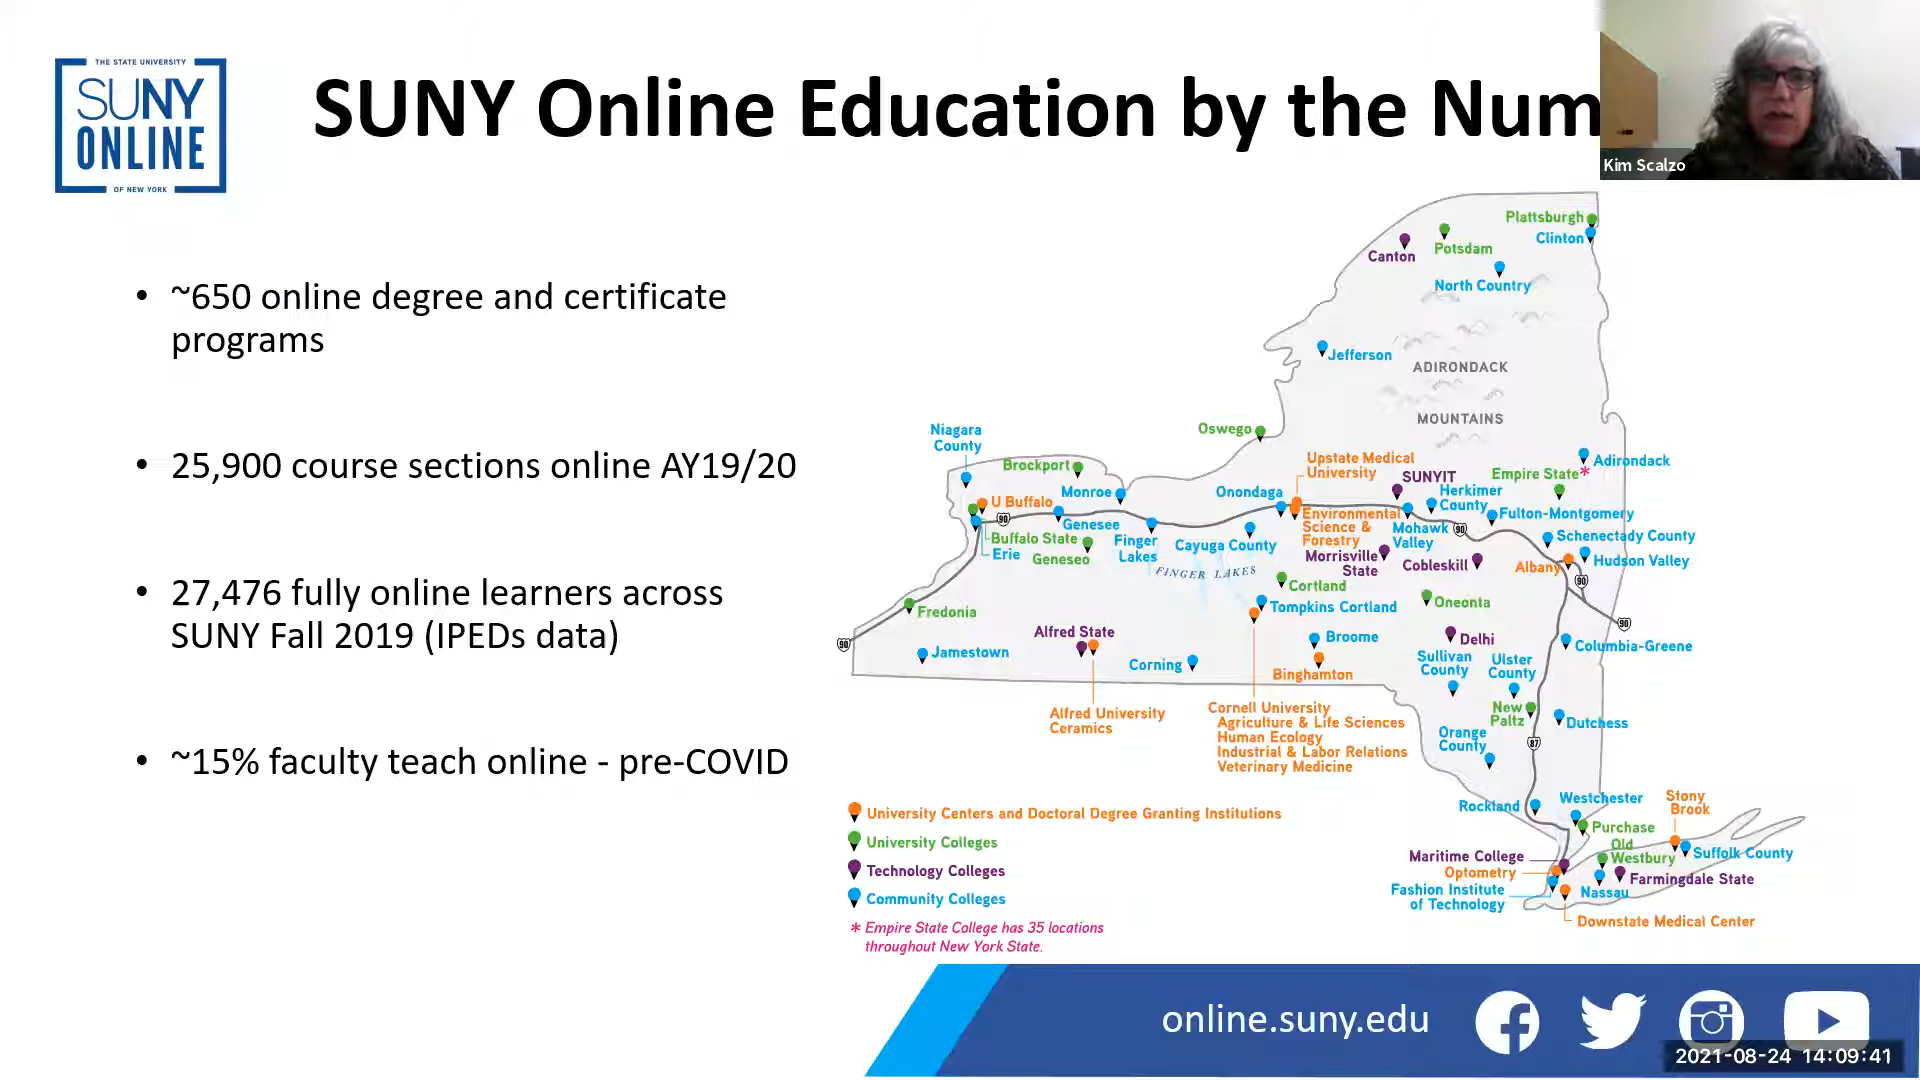 THE STATE UNIVERSITY
SUNY
ONLINE
OF NEW YORK
SUNY Online Education by the Num
Kim Scalzo
• ~650 online degree and certificate
programs
• 25,900 course sections online AY19/20
• 27,476 fully online learners across
SUNY Fall 2019 (IPEDs data)
• ~15% faculty teach online - pre-COVID
Plattsburgh
Clinton
Potsdam
Canton
North Country
Jefferson
ADIRONDACK
MOUNTAINS
Oswego
Niagara
County
Brockport
Monroe
U Buffalo
90
Genesee
Buffalo State
Erie
Geneseo
Finger
Lakes
Cayuga County
FINGER LAKES
Onondaga
Upstate Medical
University
Environmental
Science &
Forestry
SUNYIT
Herkimer
County
Mohawk
Valley
90
Empire State*
Adirondack
Fulton-Montgomery
Schenectady County
Hudson Valley
Albany
90
90
Morrisville
State
Cobleskill
Cortland
Tompkins Cortland
Oneonta
Fredonia
90
Jamestown
Alfred State
Corning
Broome
Binghamton
Delhi
Sullivan
County
Ulster
County
Columbia-Greene
Alfred University
Ceramics
Cornell University
Agriculture & Life Sciences
Human Ecology
Industrial & Labor Relations
Veterinary Medicine
New
Paltz
Dutchess
Orange
County
87
Rockland
Westchester
Stony
Brook
Purchase
Old
Westbury
Suffolk County
Maritime College
Optometry
Farmingdale State
Fashion Institute
of Technology
Nassau
Downstate Medical Center
University Centers and Doctoral Degree Granting Institutions
University Colleges
Technology Colleges
Community Colleges
* Empire State College has 35 locations
throughout New York State.
online.suny.edu
2021-08-24 14:09:41